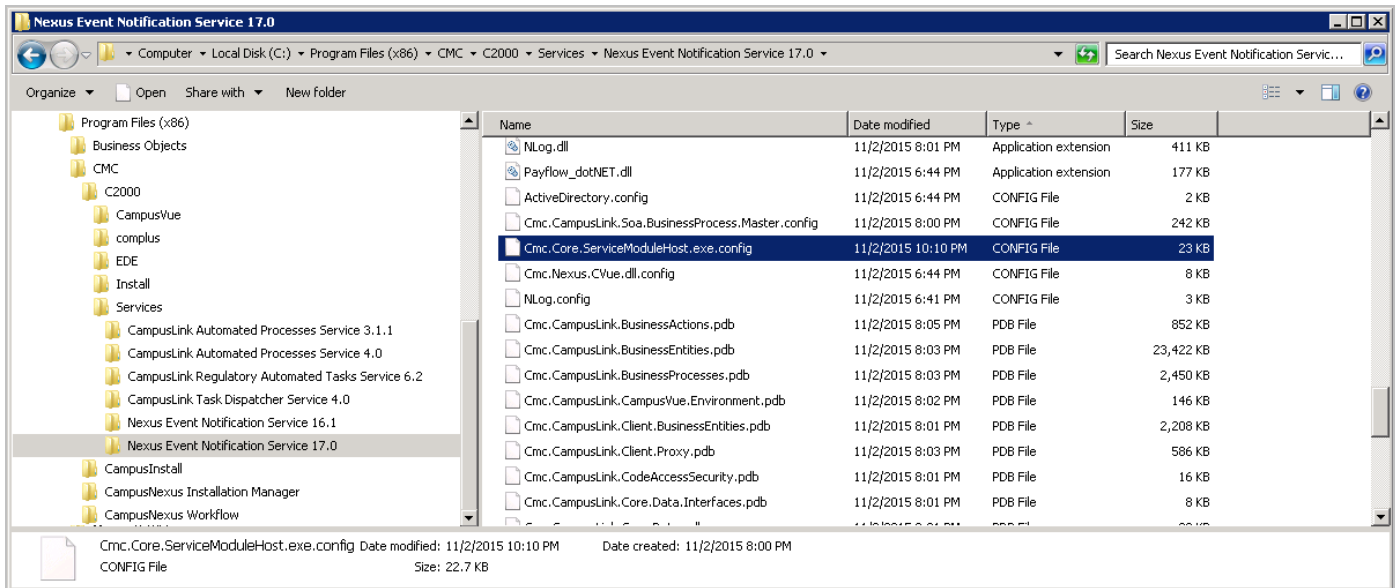 Nexus Event Notification Service 17.0
Computer Local Disk (C:) Program Files (x86) CMC C2000 Services Nexus Event Notification Service 17.0
Search Nexus Event Notification Servic...
Organize Open Share with New folder
Program Files (x86)
Business Objects
CMC
C2000
CampusVue
complus
EDE
Install
Services
CampusLink Automated Processes Service 3.1.1
CampusLink Automated Processes Service 4.0
CampusLink Regulatory Automated Tasks Service 6.2
CampusLink Task Dispatcher Service 4.0
Nexus Event Notification Service 16.1
Nexus Event Notification Service 17.0
CampusInstall
CampusNexus Installation Manager
CampusNexus Workflow
Name Date modified Type Size
NLog.dll 11/2/2015 8:01 PM Application extension 411 KB
Payflow_dotNET.dll 11/2/2015 6:44 PM Application extension 177 KB
ActiveDirectory.config 11/2/2015 6:44 PM CONFIG File 2 KB
Cmc.CampusLink.Soa.BusinessProcess.Master.config 11/2/2015 8:00 PM CONFIG File 242 KB
Cmc.Core.ServiceModuleHost.exe.config 11/2/2015 10:10 PM CONFIG File 23 KB
Cmc.Nexus.CVue.dll.config 11/2/2015 6:44 PM CONFIG File 8 KB
NLog.config 11/2/2015 6:41 PM CONFIG File 3 KB
Cmc.CampusLink.BusinessActions.pdb 11/2/2015 8:05 PM PDB File 852 KB
Cmc.CampusLink.BusinessEntities.pdb 11/2/2015 8:03 PM PDB File 23,422 KB
Cmc.CampusLink.BusinessProcesses.pdb 11/2/2015 8:03 PM PDB File 2,450 KB
Cmc.CampusLink.CampusVue.Environment.pdb 11/2/2015 8:02 PM PDB File 146 KB
Cmc.CampusLink.Client.BusinessEntities.pdb 11/2/2015 8:01 PM PDB File 2,208 KB
Cmc.CampusLink.Client.Proxy.pdb 11/2/2015 8:03 PM PDB File 586 KB
Cmc.CampusLink.CodeAccessSecurity.pdb 11/2/2015 8:01 PM PDB File 16 KB
Cmc.CampusLink.Core.Data.Interfaces.pdb 11/2/2015 8:01 PM PDB File 8 KB
Cmc.Core.ServiceModuleHost.exe.config Date modified: 11/2/2015 10:10 PM Date created: 11/2/2015 8:00 PM
CONFIG File Size: 22.7 KB